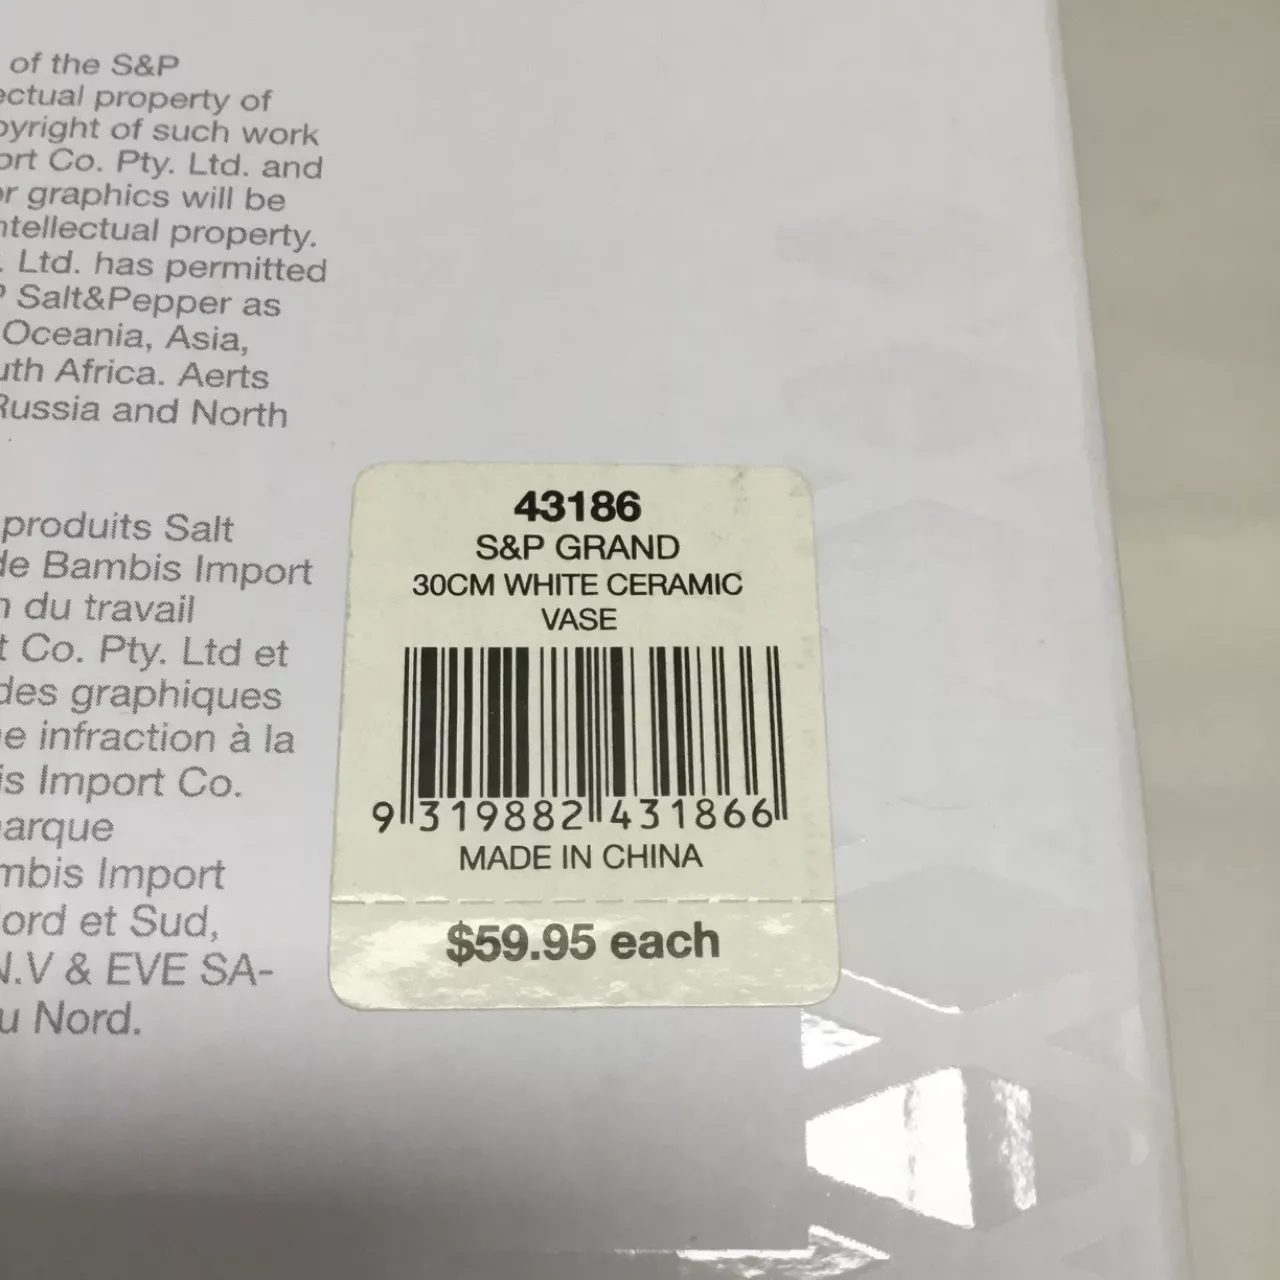 of the S&P
ectual property of
pyright of such work
ort Co. Pty. Ltd. and
or graphics will be
ntellectual property.
. Ltd. has permitted
P Salt&Pepper as
Oceania, Asia,
uth Africa. Aerts
Russia and North
produits Salt
de Bambis Import
n du travail
t Co. Pty. Ltd et
des graphiques
e infraction à la
is Import Co.
arque
mbis Import
ord et Sud,
N.V & EVE SA-
u Nord.
43186
S&P GRAND
30CM WHITE CERAMIC
VASE
9 319882 431866
MADE IN CHINA
$59.95 each